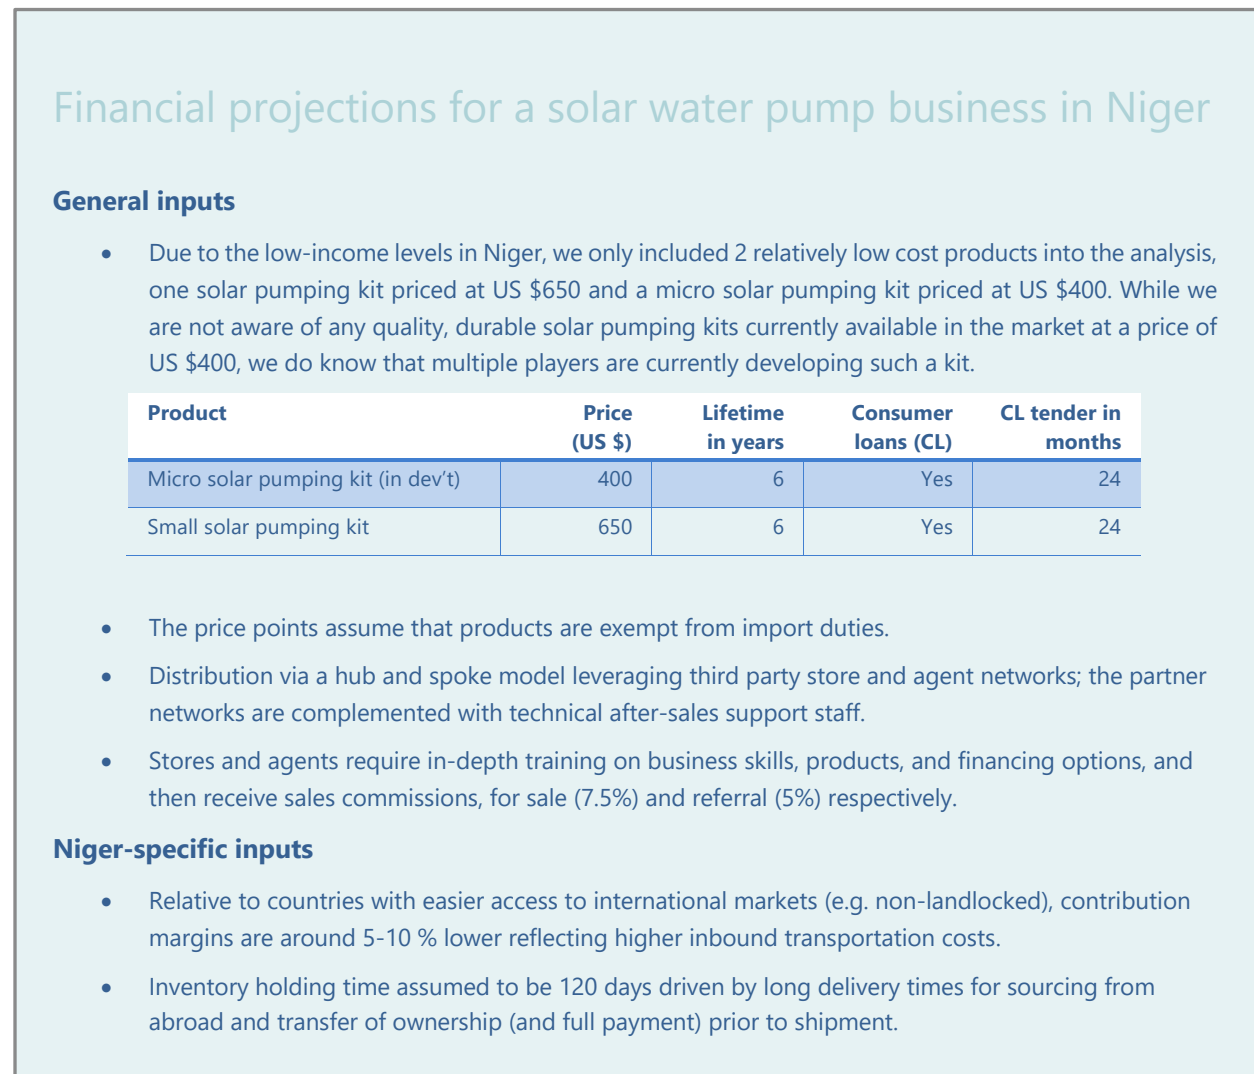 Financial projections for a solar water pump business in Niger
General inputs
• Due to the low-income levels in Niger, we only included 2 relatively low cost products into the analysis,
one solar pumping kit priced at US $650 and a micro solar pumping kit priced at US $400. While we
are not aware of any quality, durable solar pumping kits currently available in the market at a price of
US $400, we do know that multiple players are currently developing such a kit.
Product Price Lifetime Consumer CL tender in
(US $) in years loans (CL) months
Micro solar pumping kit (in dev't) 400 6 Yes 24
Small solar pumping kit 650 6 Yes 24
• The price points assume that products are exempt from import duties.
• Distribution via a hub and spoke model leveraging third party store and agent networks; the partner
networks are complemented with technical after-sales support staff.
• Stores and agents require in-depth training on business skills, products, and financing options, and
then receive sales commissions, for sale (7.5%) and referral (5%) respectively.
Niger-specific inputs
• Relative to countries with easier access to international markets (e.g. non-landlocked), contribution
margins are around 5-10 % lower reflecting higher inbound transportation costs.
• Inventory holding time assumed to be 120 days driven by long delivery times for sourcing from
abroad and transfer of ownership (and full payment) prior to shipment.